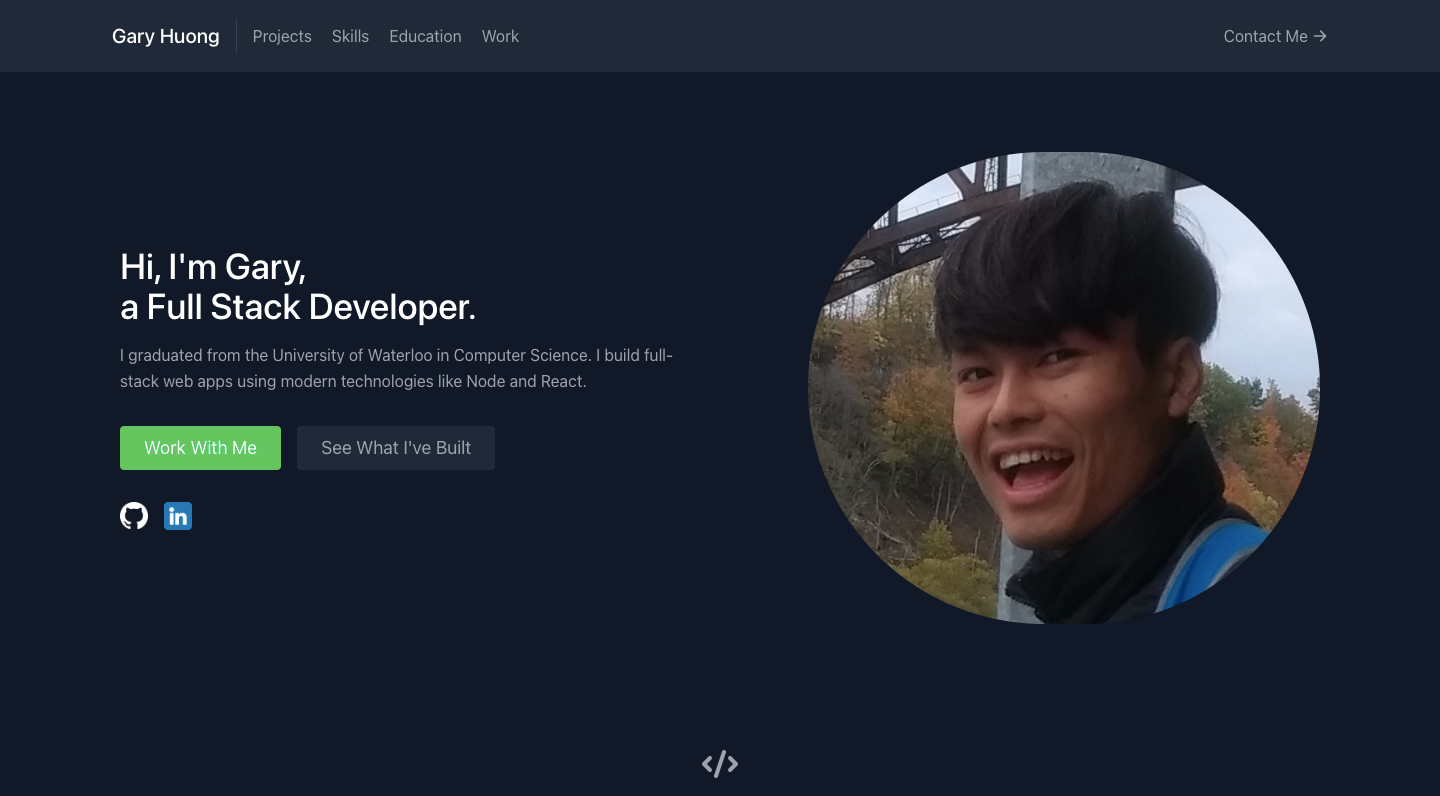 Gary Huong
Projects
Skills
Education
Work
Contact Me →
Hi, I'm Gary,
a Full Stack Developer.
I graduated from the University of Waterloo in Computer Science. I build full-
stack web apps using modern technologies like Node and React.
Work With Me
See What I've Built
in